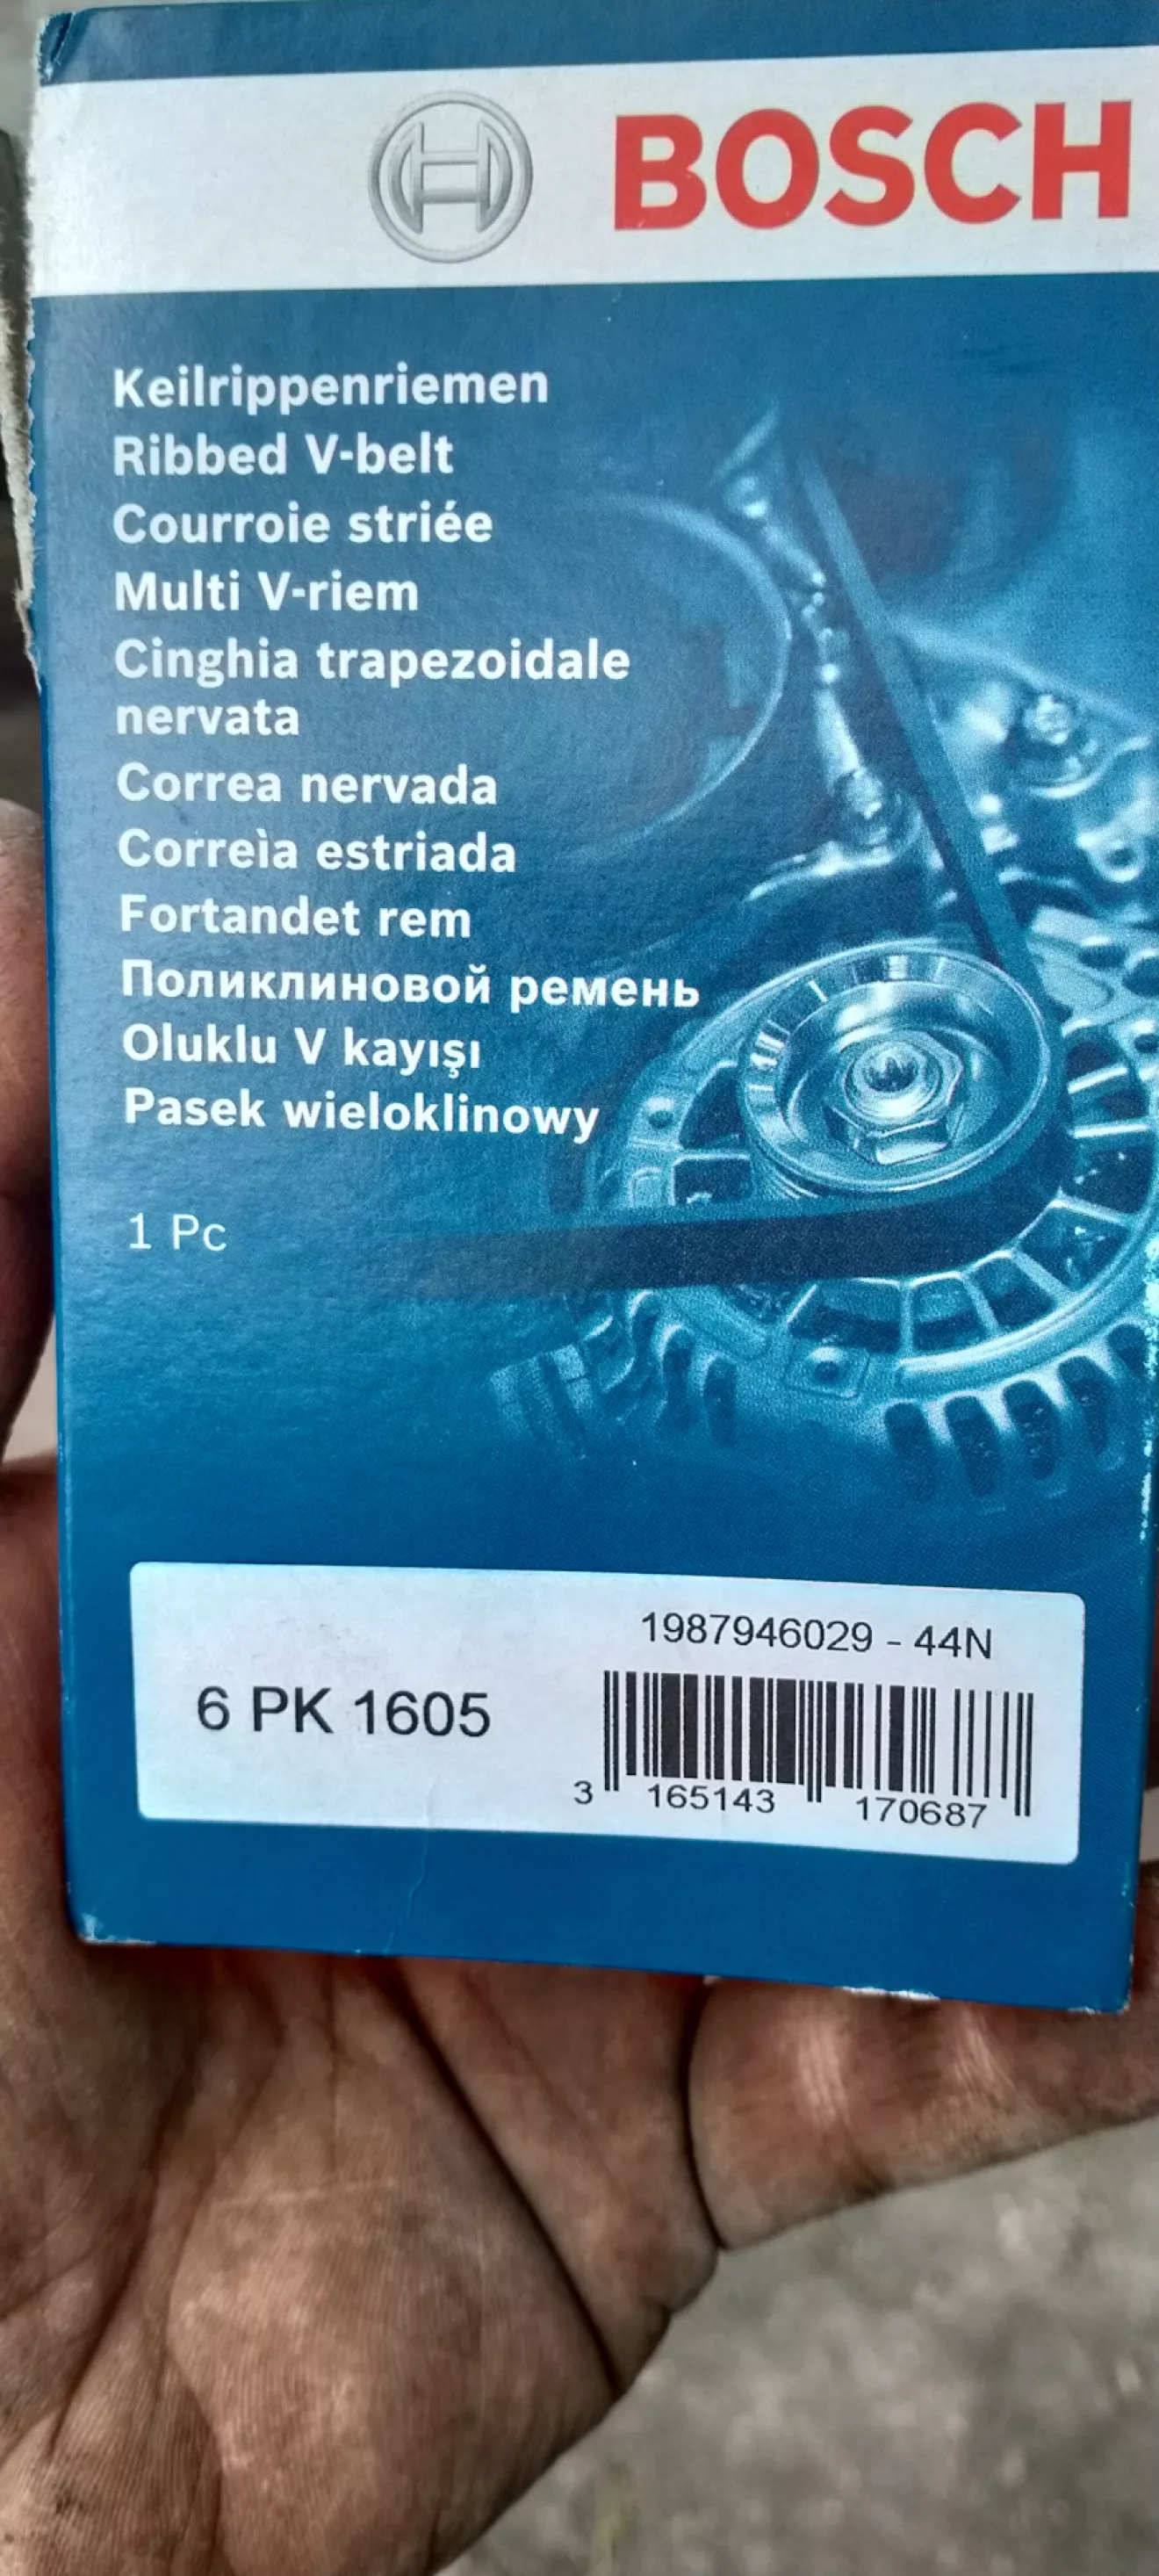 BOSCH
Keilrippenriemen
Ribbed V-belt
Courroie striée
Multi V-riem
Cinghia trapezoidale
nervata
Correa nervada
Correìa estriada
Fortandet rem
Поликлиновой ремень
Oluklu V kayışı
Pasek wieloklinowy
1 Pc
1987946029 - 44N
6 PK 1605
3 165143 170687